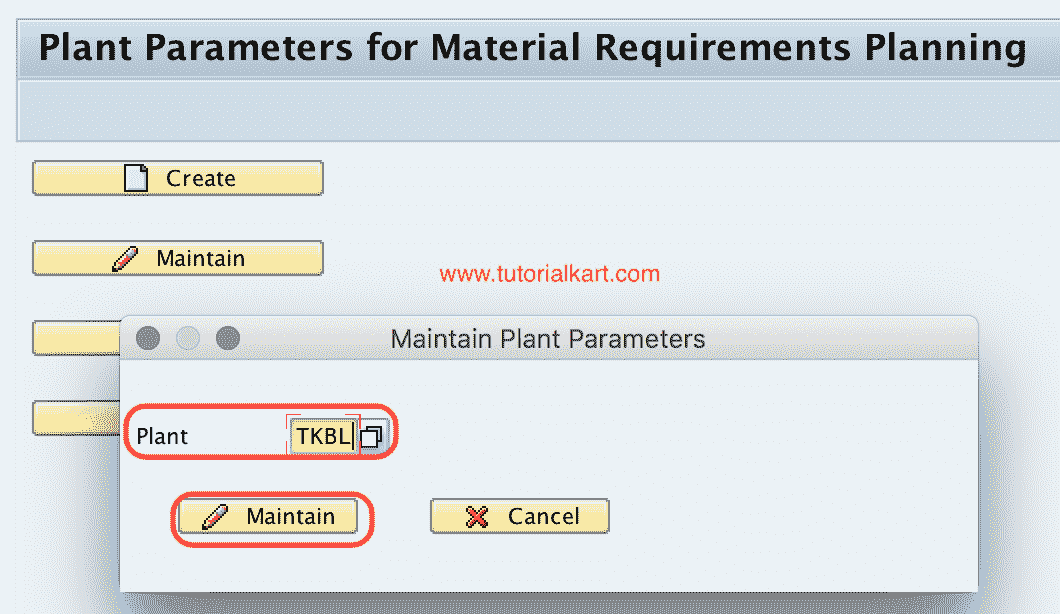 Plant Parameters for Material Requirements Planning
Create
Maintain
www.tutorialkart.com
Maintain Plant Parameters
Plant TKBL
Maintain Cancel